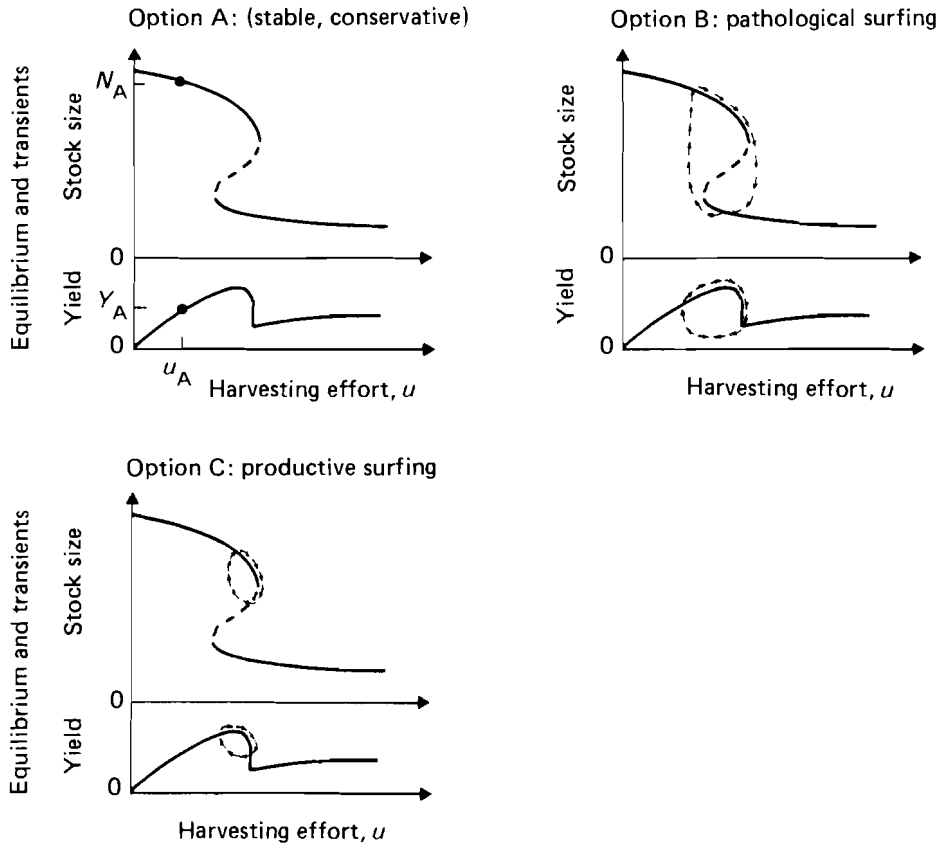 Option A: (stable, conservative)
Equilibrium and transients
Stock size
N_A
0
Yield
Y_A
0
u_A
Harvesting effort, u
Option B: pathological surfing
Stock size
0
Yield
0
Harvesting effort, u
Option C: productive surfing
Equilibrium and transients
Stock size
0
Yield
0
Harvesting effort, u